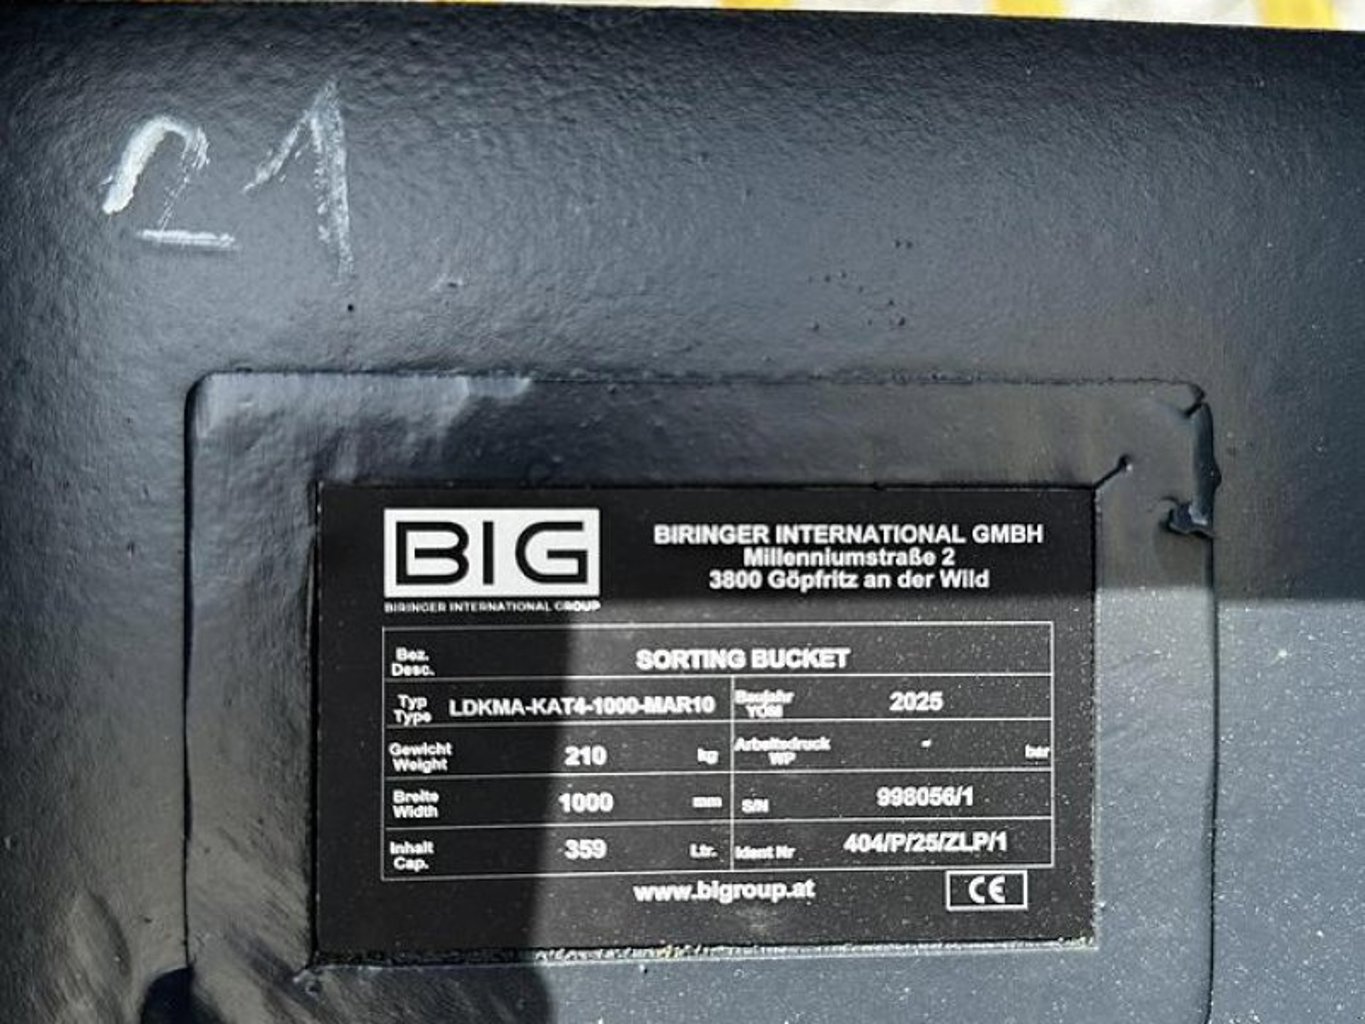 21
BIG
BIRINGER INTERNATIONAL GROUP
BIRINGER INTERNATIONAL GMBH
Millenniumstraße 2
3800 Göpfritz an der Wild
Bez. Desc. SORTING BUCKET
Typ Type LDKMA-KAT4-1000-MAR10 Baujahr YOM 2025
Gewicht Weight 210 kg Arbeitsdruck WP - bar
Breite Width 1000 mm S/N 998056/1
Inhalt Cap. 359 Ltr. Ident Nr 404/P/25/ZLP/1
www.bigroup.at CE